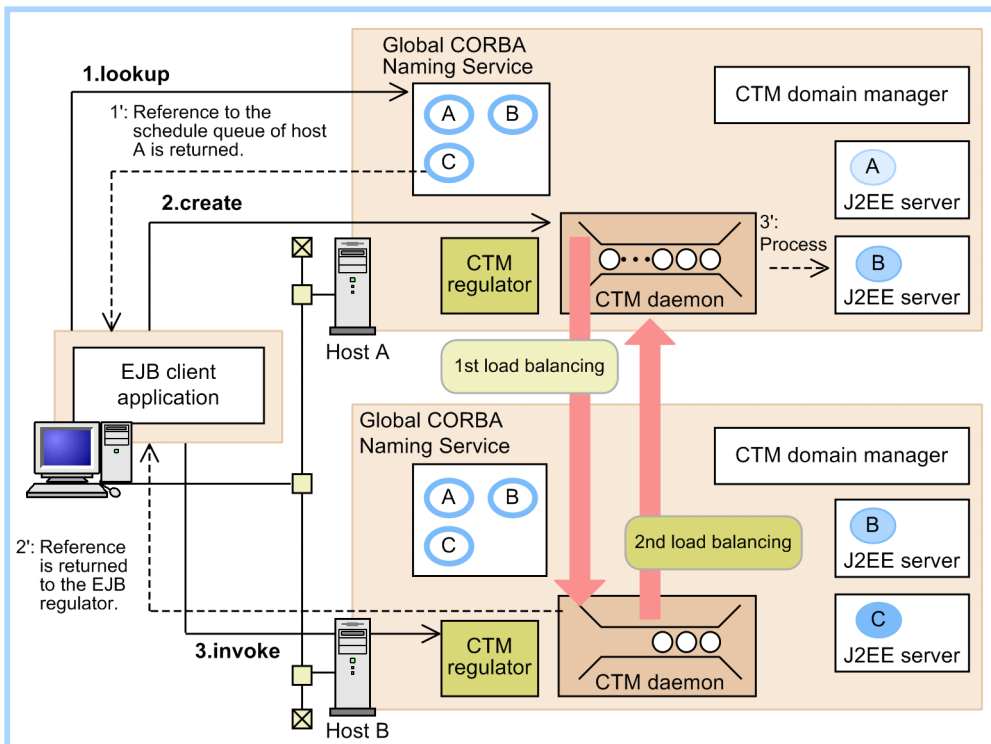 Global CORBA
Naming Service
1.lookup
A
B
C
CTM domain manager
1': Reference to the
schedule queue of host
A is returned.
A
J2EE server
2.create
3':
Process
B
J2EE server
CTM
regulator
CTM daemon
Host A
1st load balancing
EJB client
application
Global CORBA
Naming Service
A
B
C
CTM domain manager
B
J2EE server
2nd load balancing
2': Reference
is returned
to the EJB
regulator.
C
J2EE server
3.invoke
CTM
regulator
CTM daemon
Host B